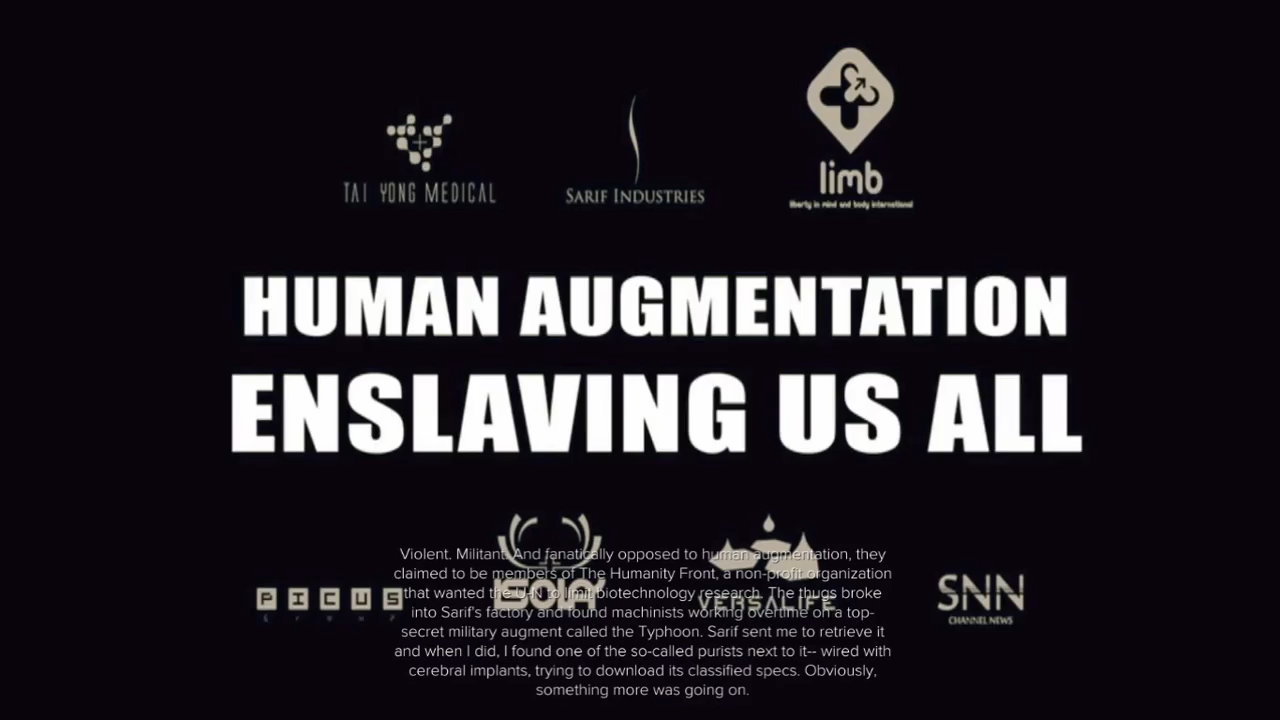 TAI YONG MEDICAL
SARIF INDUSTRIES
limb
liberty in mind and body international
HUMAN AUGMENTATION
ENSLAVING US ALL
PICUS
GROUP
VERSALIFE
SNN
CHANNEL NEWS
Violent. Militant. And fanatically opposed to human augmentation, they
claimed to be members of The Humanity Front, a non-profit organization
that wanted the U-N to limit biotechnology research. The thugs broke
into Sarif's factory and found machinists working overtime on a top-
secret military augment called the Typhoon. Sarif sent me to retrieve it
and when I did, I found one of the so-called purists next to it-- wired with
cerebral implants, trying to download its classified specs. Obviously,
something more was going on.